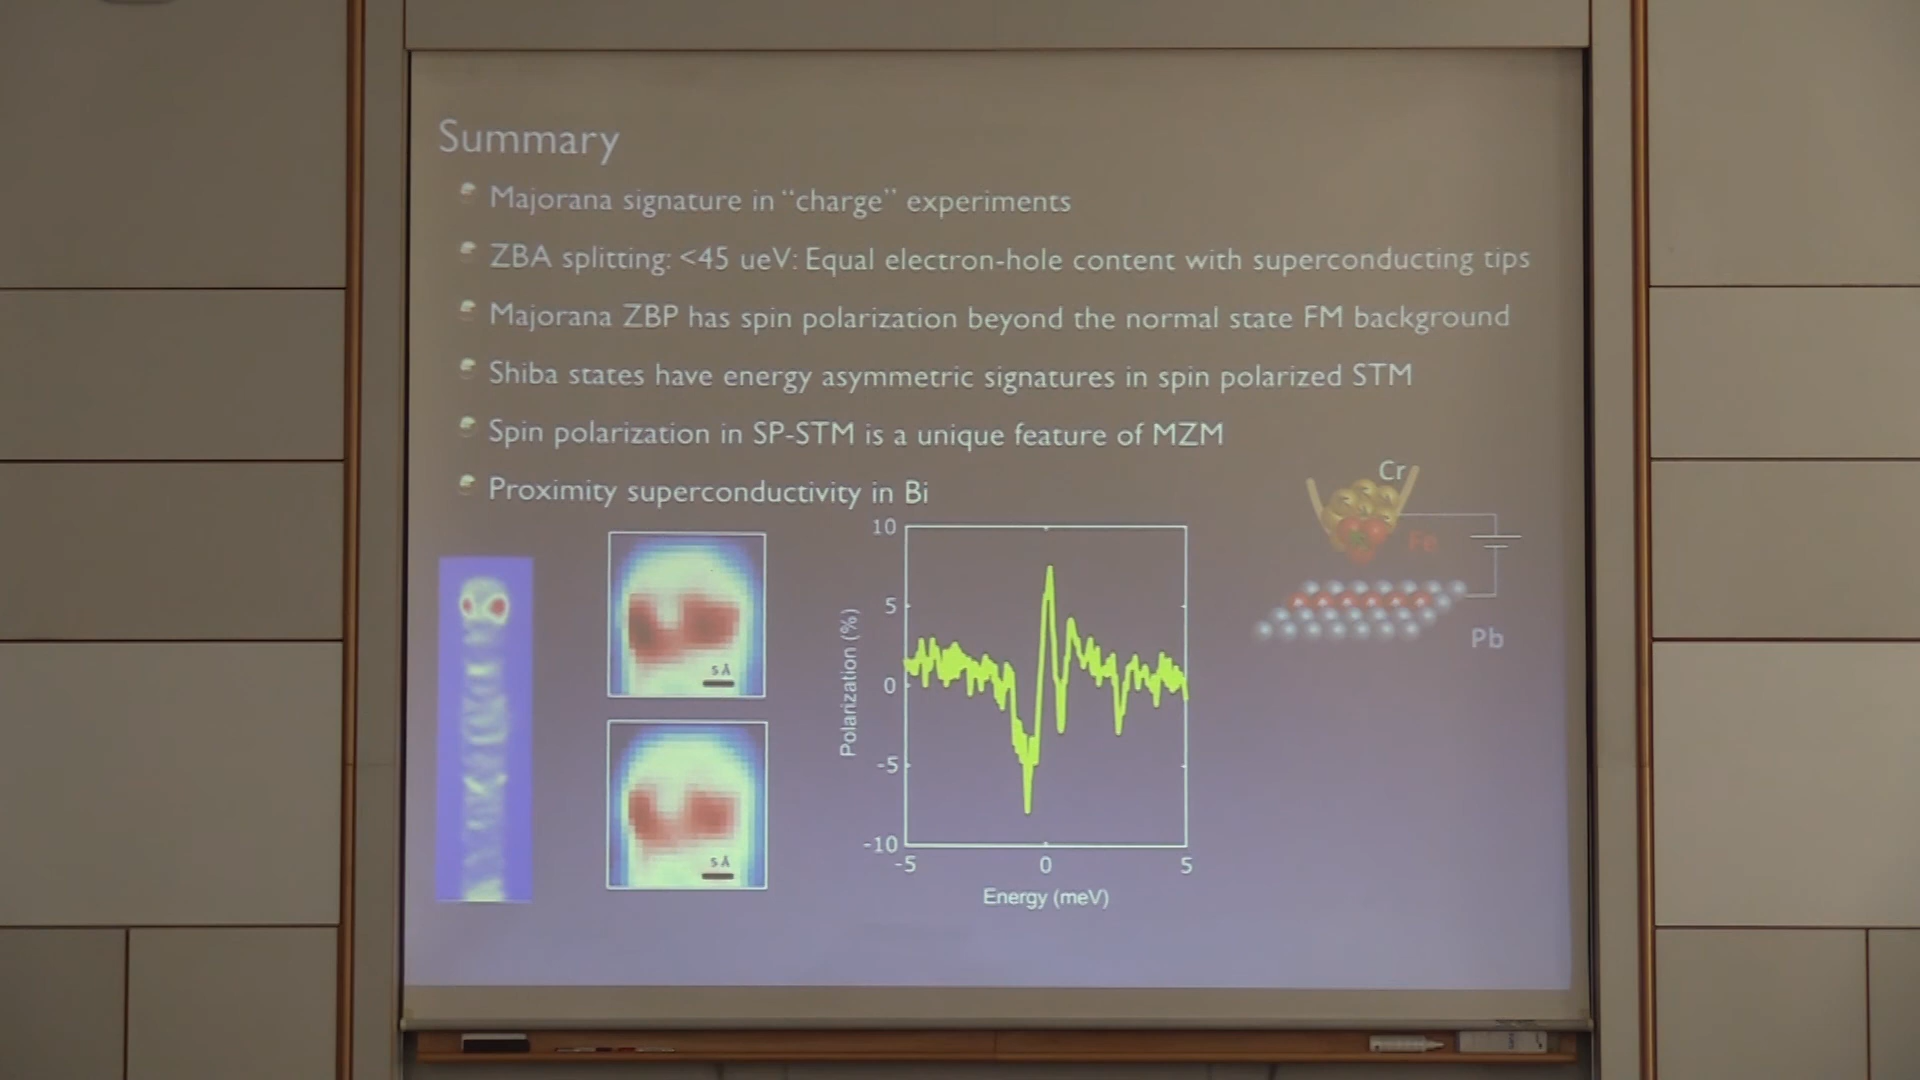 Summary
Majorana signature in "charge" experiments
ZBA splitting: <45 ueV: Equal electron-hole content with superconducting tips
Majorana ZBP has spin polarization beyond the normal state FM background
Shiba states have energy asymmetric signatures in spin polarized STM
Spin polarization in SP-STM is a unique feature of MZM
Proximity superconductivity in Bi
5 Å
5 Å
Polarization (%)
10
5
0
-5
-10
-5 0 5
Energy (meV)
Cr
Fe
Pb